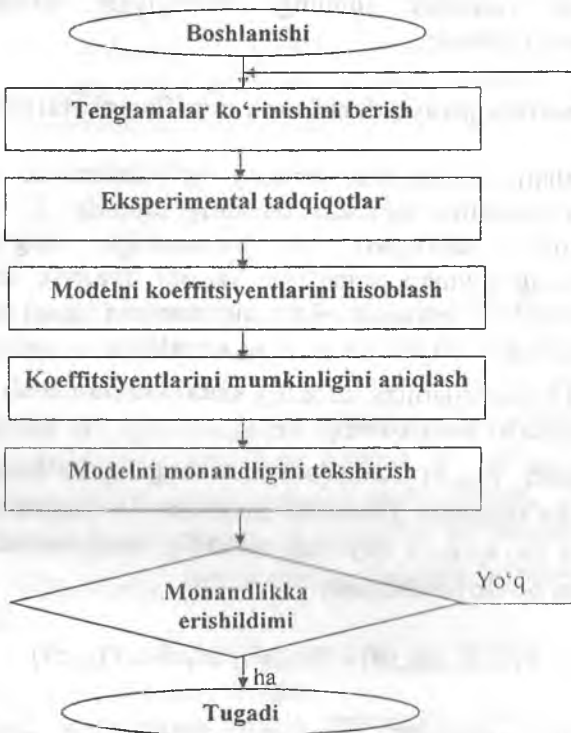 Boshlanishi
Tenglamalar ko‘rinishini berish
Eksperimental tadqiqotlar
Modelni koeffitsiyentlarini hisoblash
Koeffitsiyentlarini mumkinligini aniqlash
Modelni monandligini tekshirish
Monandlikka
erishildimi
Yo‘q
ha
Tugadi